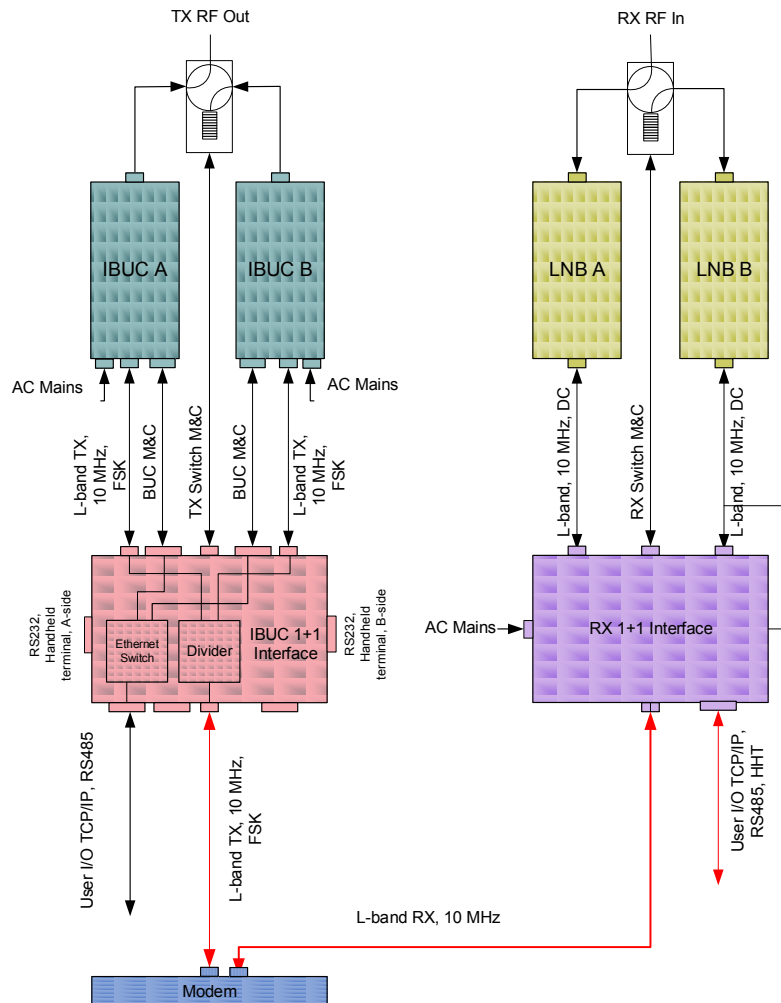 TX RF Out
RX RF In
IBUC A
IBUC B
LNB A
LNB B
AC Mains
AC Mains
L-band TX,
10 MHz,
FSK
BUC M&C
TX Switch M&C
BUC M&C
L-band TX,
10 MHz,
FSK
L-band, 10 MHz, DC
RX Switch M&C
L-band, 10 MHz, DC
RS232,
Handheld
terminal, A-side
Ethernet
Switch
Divider
IBUC 1+1
Interface
RS232,
Handheld
terminal, B-side
AC Mains
RX 1+1 Interface
User I/O TCP/IP, RS485
L-band TX, 10 MHz,
FSK
User I/O TCP/IP,
RS485, HHT
L-band RX, 10 MHz
Modem